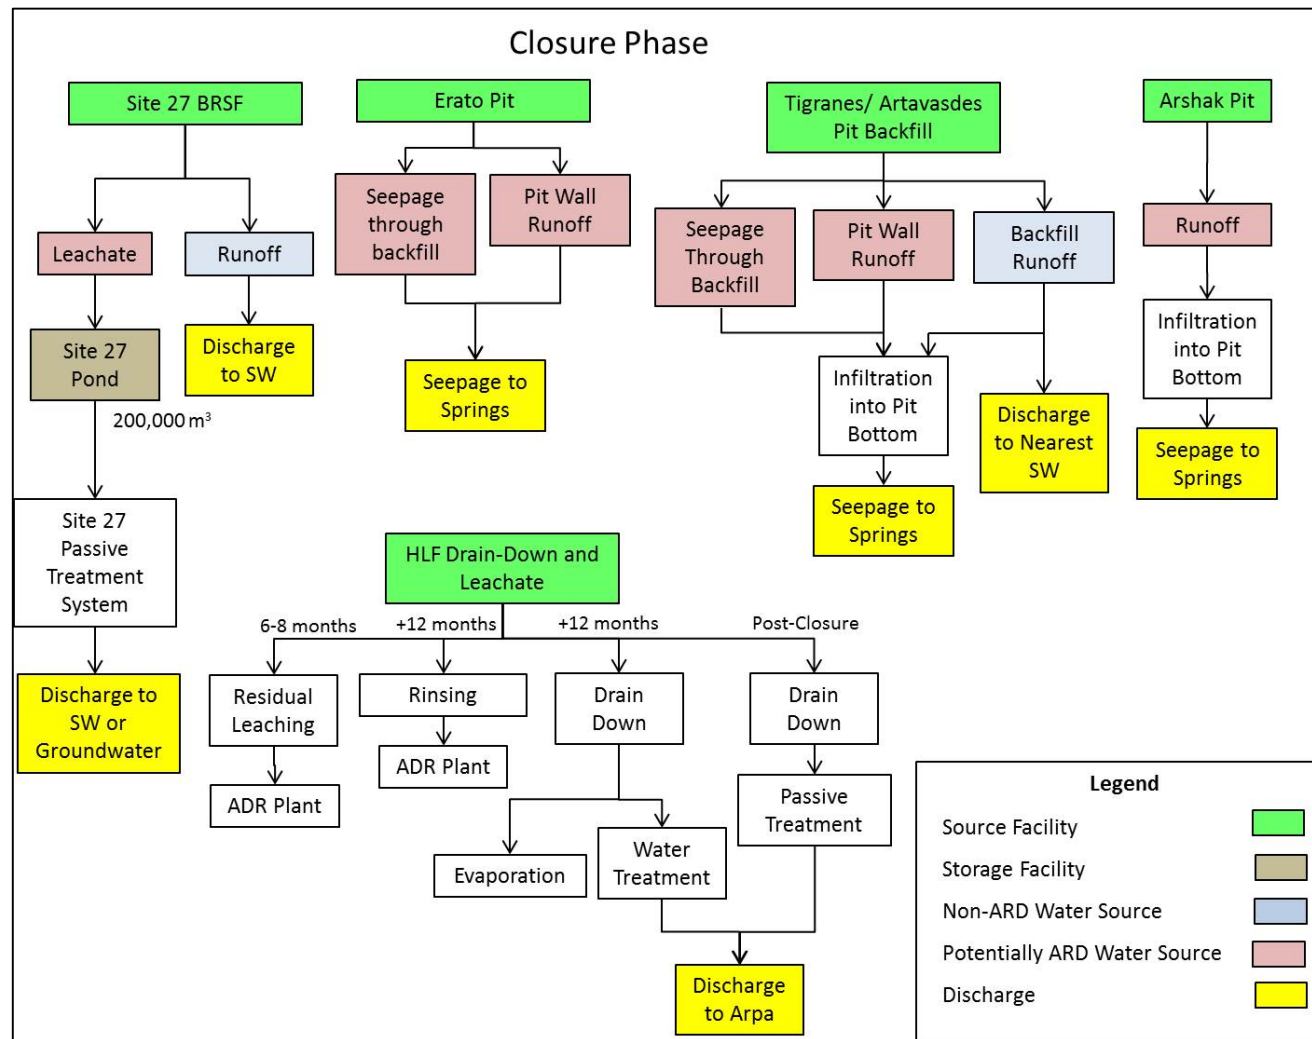 Closure Phase
Site 27 BRSF
Leachate
Runoff
Site 27
Pond
200,000 m³
Discharge
to SW
Site 27
Passive
Treatment
System
Discharge to
SW or
Groundwater
Erato Pit
Seepage
through
backfill
Pit Wall
Runoff
Seepage to
Springs
Tigranes/ Artavasdes
Pit Backfill
Seepage
Through
Backfill
Pit Wall
Runoff
Backfill
Runoff
Infiltration
into Pit
Bottom
Discharge
to Nearest
SW
Seepage to
Springs
Arshak Pit
Runoff
Infiltration
into Pit
Bottom
Seepage to
Springs
HLF Drain-Down and
Leachate
6-8 months
+12 months
+12 months
Post-Closure
Residual
Leaching
ADR Plant
Rinsing
ADR Plant
Drain
Down
Evaporation
Water
Treatment
Drain
Down
Passive
Treatment
Discharge
to Arpa
Legend
Source Facility
Storage Facility
Non-ARD Water Source
Potentially ARD Water Source
Discharge